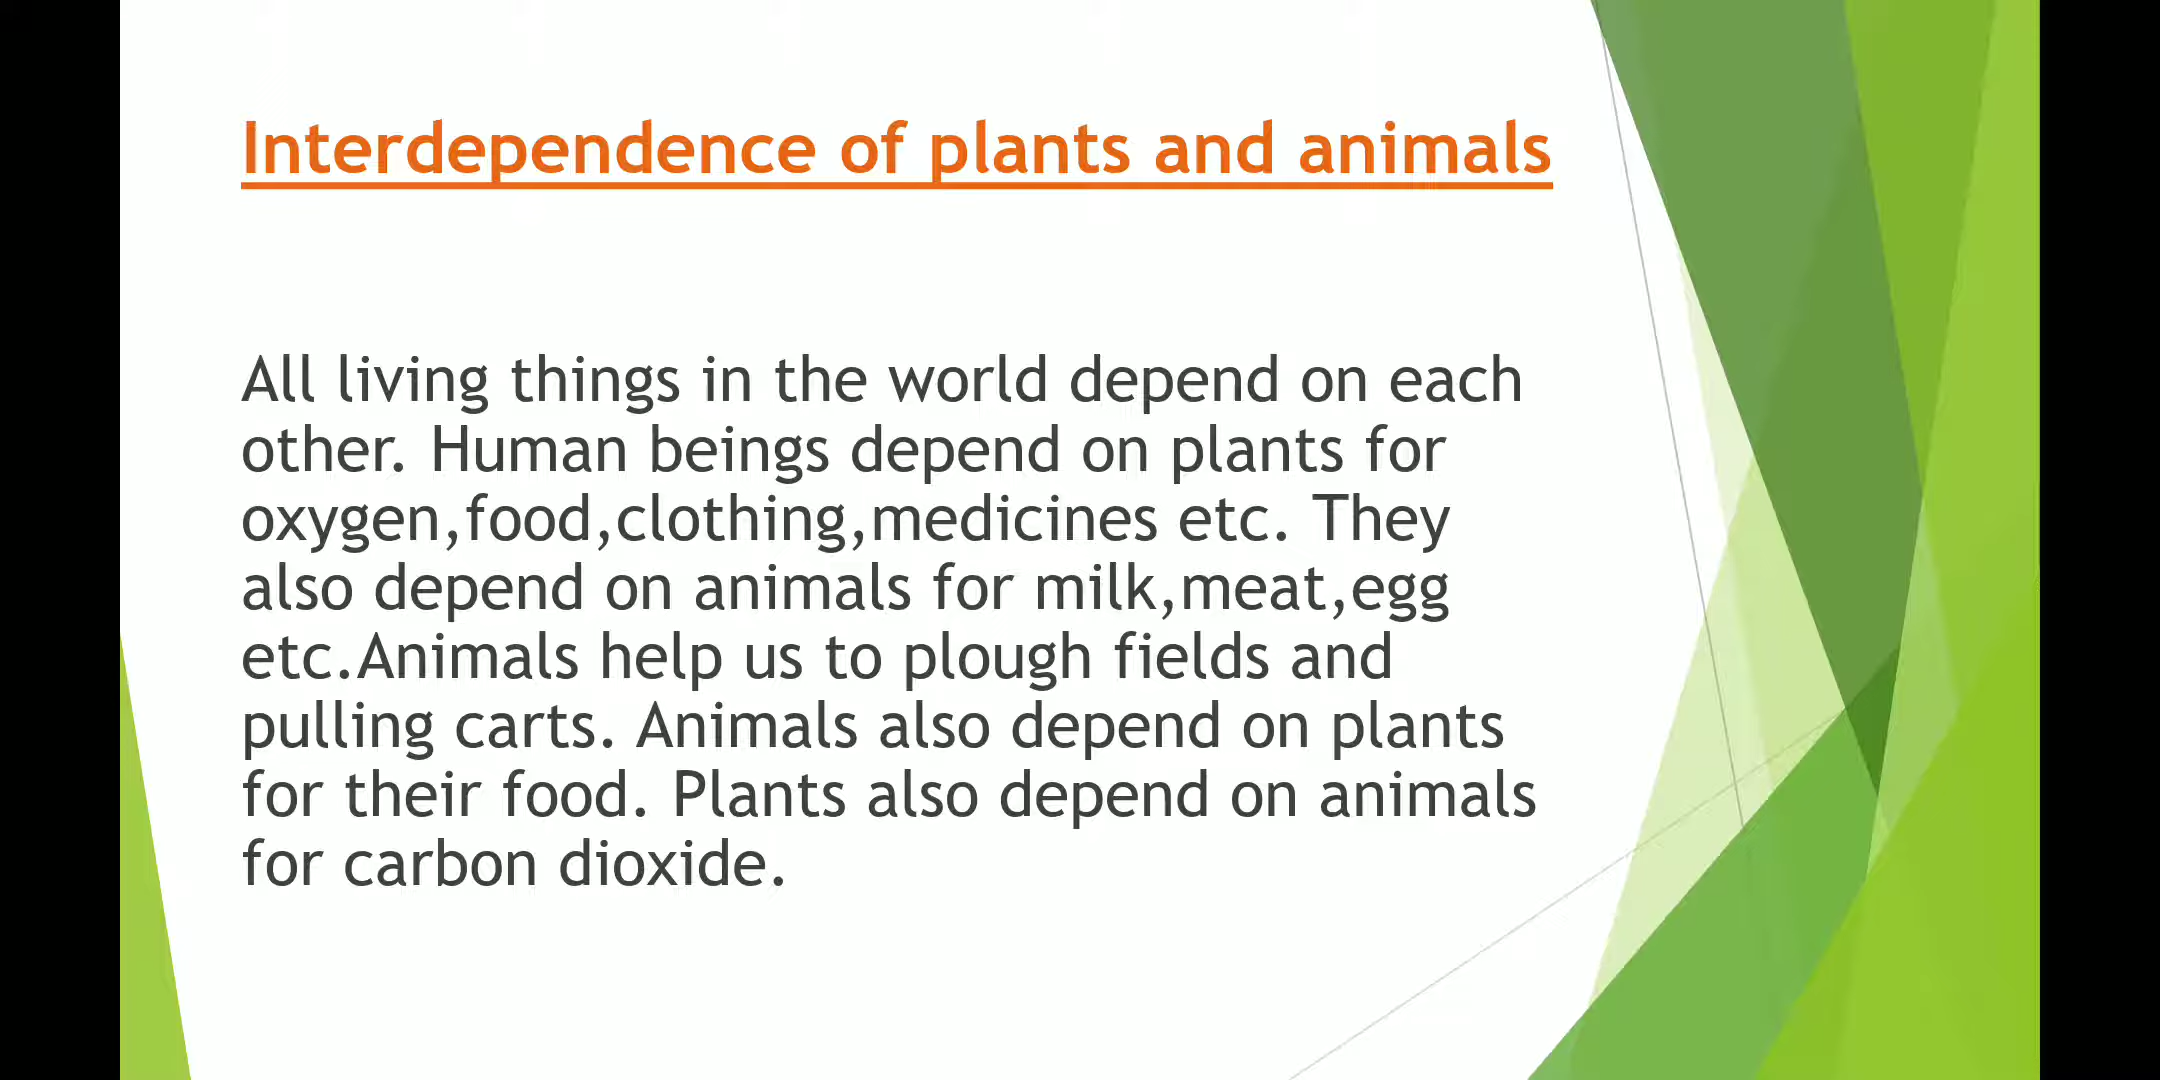 Interdependence of plants and animals
All living things in the world depend on each
other. Human beings depend on plants for
oxygen,food,clothing,medicines etc. They
also depend on animals for milk,meat,egg
etc.Animals help us to plough fields and
pulling carts. Animals also depend on plants
for their food. Plants also depend on animals
for carbon dioxide.